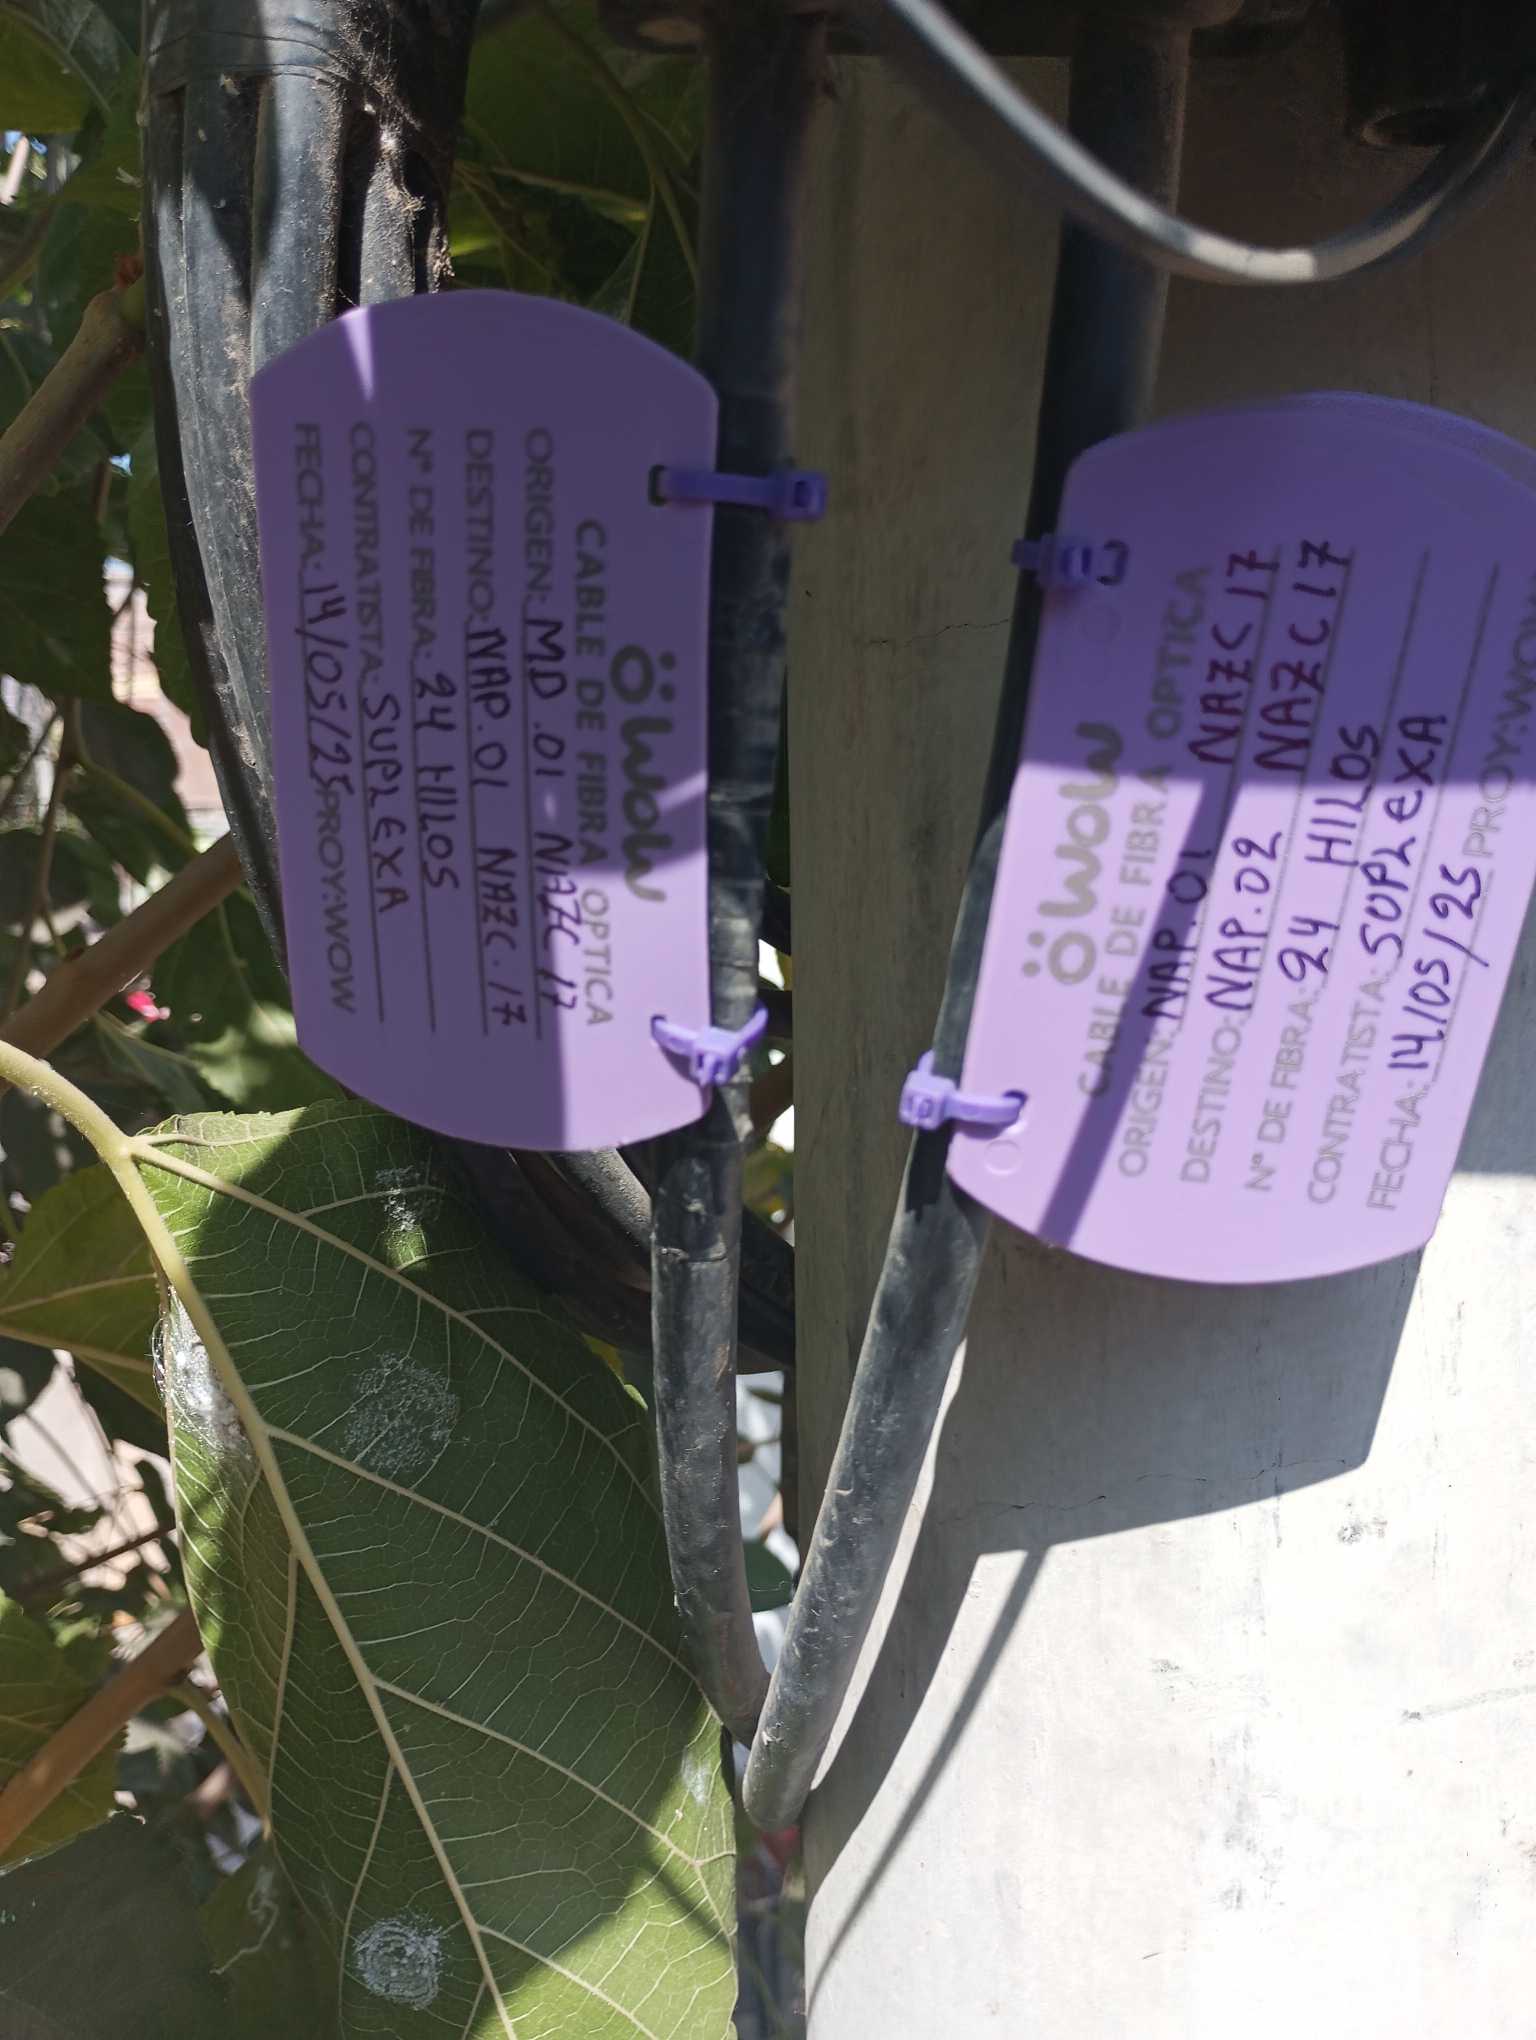 wow
CABLE DE FIBRA OPTICA
ORIGEN: MD.01 - NAZC 17
DESTINO: NAP.01 NAZC.17
N° DE FIBRA: 24 HILOS
CONTRATISTA: SUPLEXA
FECHA: 14/05/25 PROY: WOW
wow
CABLE DE FIBRA OPTICA
ORIGEN: NAP.01 NAZC 17
DESTINO: NAP.02 NAZC 17
N° DE FIBRA: 24 HILOS
CONTRATISTA: SUPLEXA
FECHA: 14/05/25 PROY: WOW